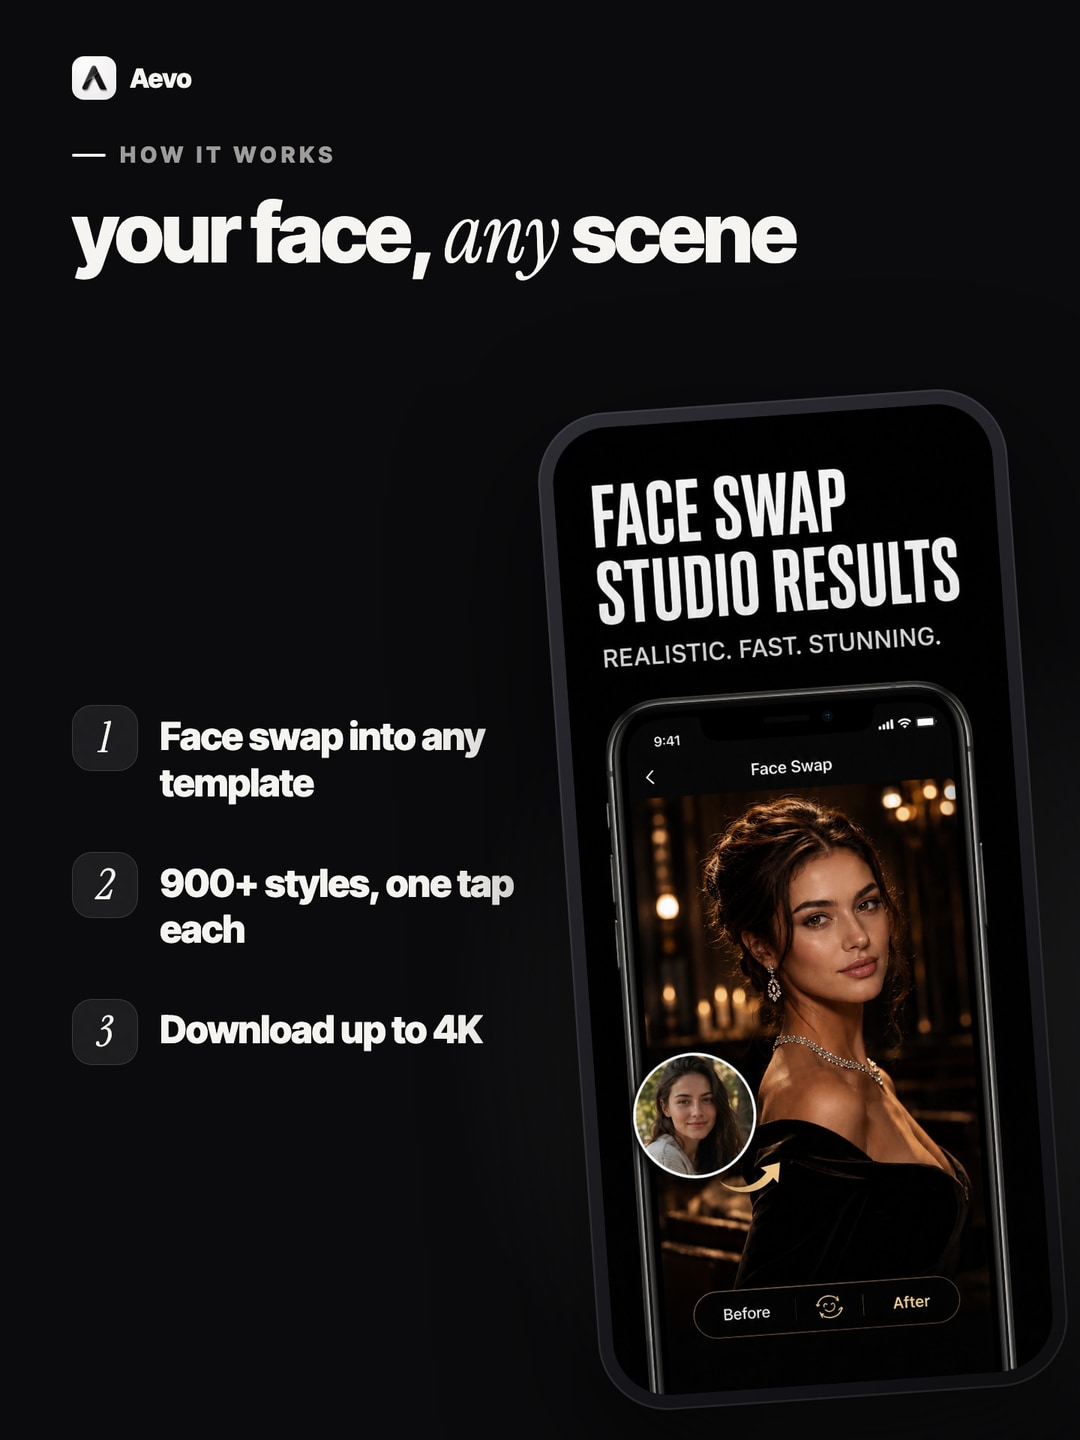 Aevo
— HOW IT WORKS
your face, any scene
1 Face swap into any
template
2 900+ styles, one tap
each
3 Download up to 4K
FACE SWAP
STUDIO RESULTS
REALISTIC. FAST. STUNNING.
9:41
Face Swap
Before After